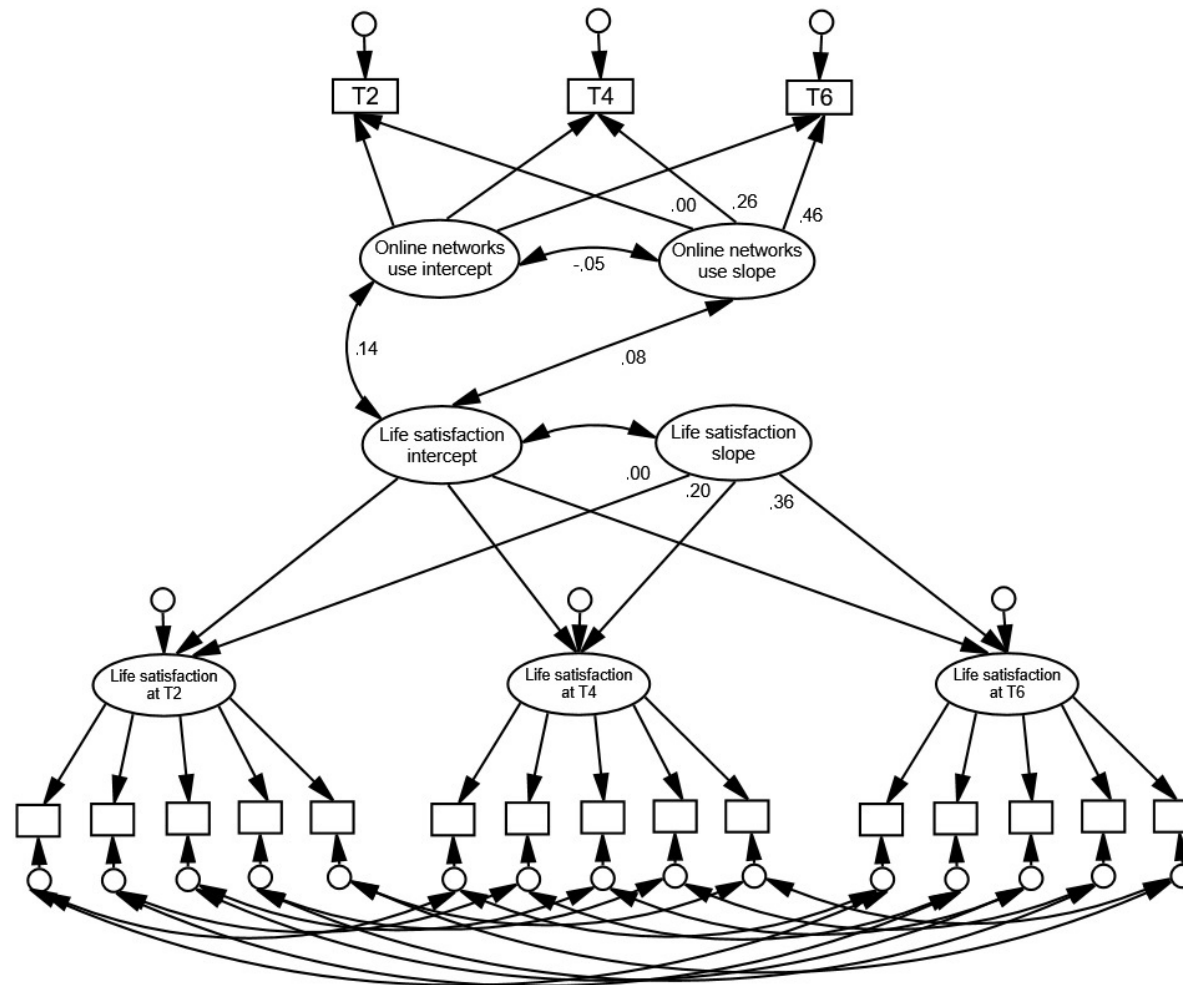 T2
T4
T6
.00
.26
.46
Online networks
use intercept
-.05
Online networks
use slope
.14
.08
Life satisfaction
intercept
Life satisfaction
slope
.00
.20
.36
Life satisfaction
at T2
Life satisfaction
at T4
Life satisfaction
at T6